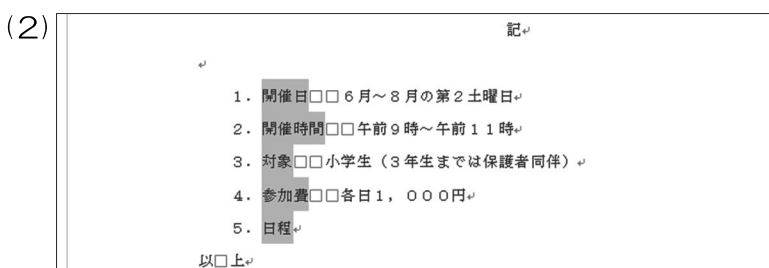 (2)
記↵
↵
１．開催日□□６月～８月の第２土曜日↵
２．開催時間□□午前９時～午前１１時↵
３．対象□□小学生（３年生までは保護者同伴）↵
４．参加費□□各日１，０００円↵
５．日程↵
以□上↵